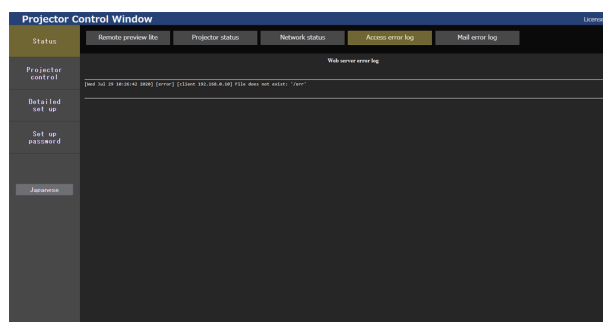 Projector Control Window
License
Status
Remote preview lite
Projector status
Network status
Access error log
Mail error log
Web server error log
[Wed Jul 29 10:26:42 2020] [error] [client 192.168.0.10] File does not exist: '/err'
Projector
control
Detailed
set up
Set up
password
Japanese